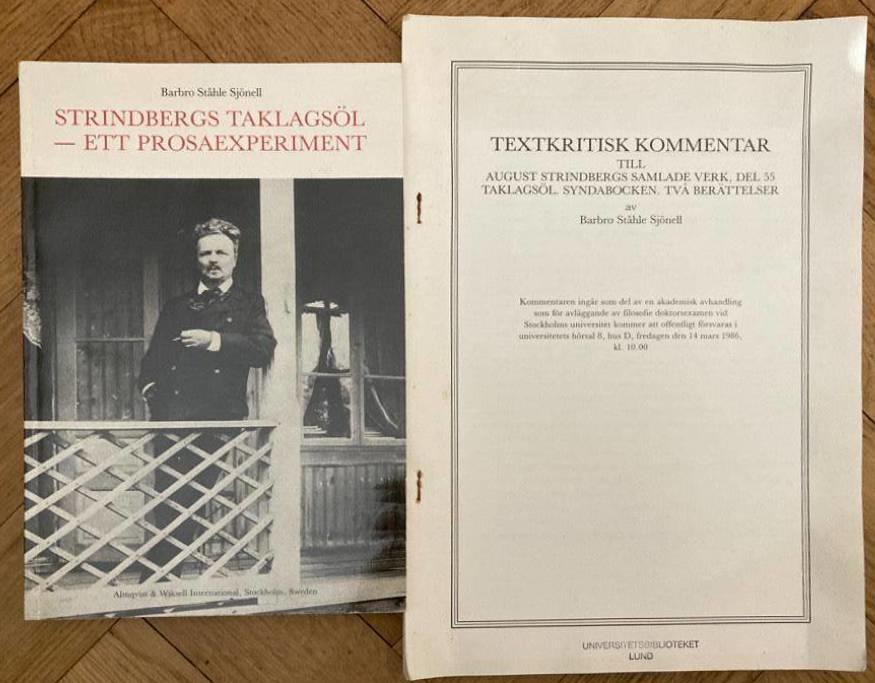 Barbro Ståhle Sjönell
STRINDBERGS TAKLAGSÖL
— ETT PROSAEXPERIMENT
Almqvist & Wiksell International, Stockholm, Sweden
TEXTKRITISK KOMMENTAR
TILL
AUGUST STRINDBERGS SAMLADE VERK, DEL 55
TAKLAGSÖL. SYNDABOCKEN. TVÅ BERÄTTELSER
av
Barbro Ståhle Sjönell
Kommentaren ingår som del av en akademisk avhandling
som för avläggande av filosofie doktorsexamen vid
Stockholms universitet kommer att offentligt försvaras i
universitetets hörsal 8, hus D, fredagen den 14 mars 1986,
kl. 10.00
UNIVERSITETSBIBLIOTEKET
LUND